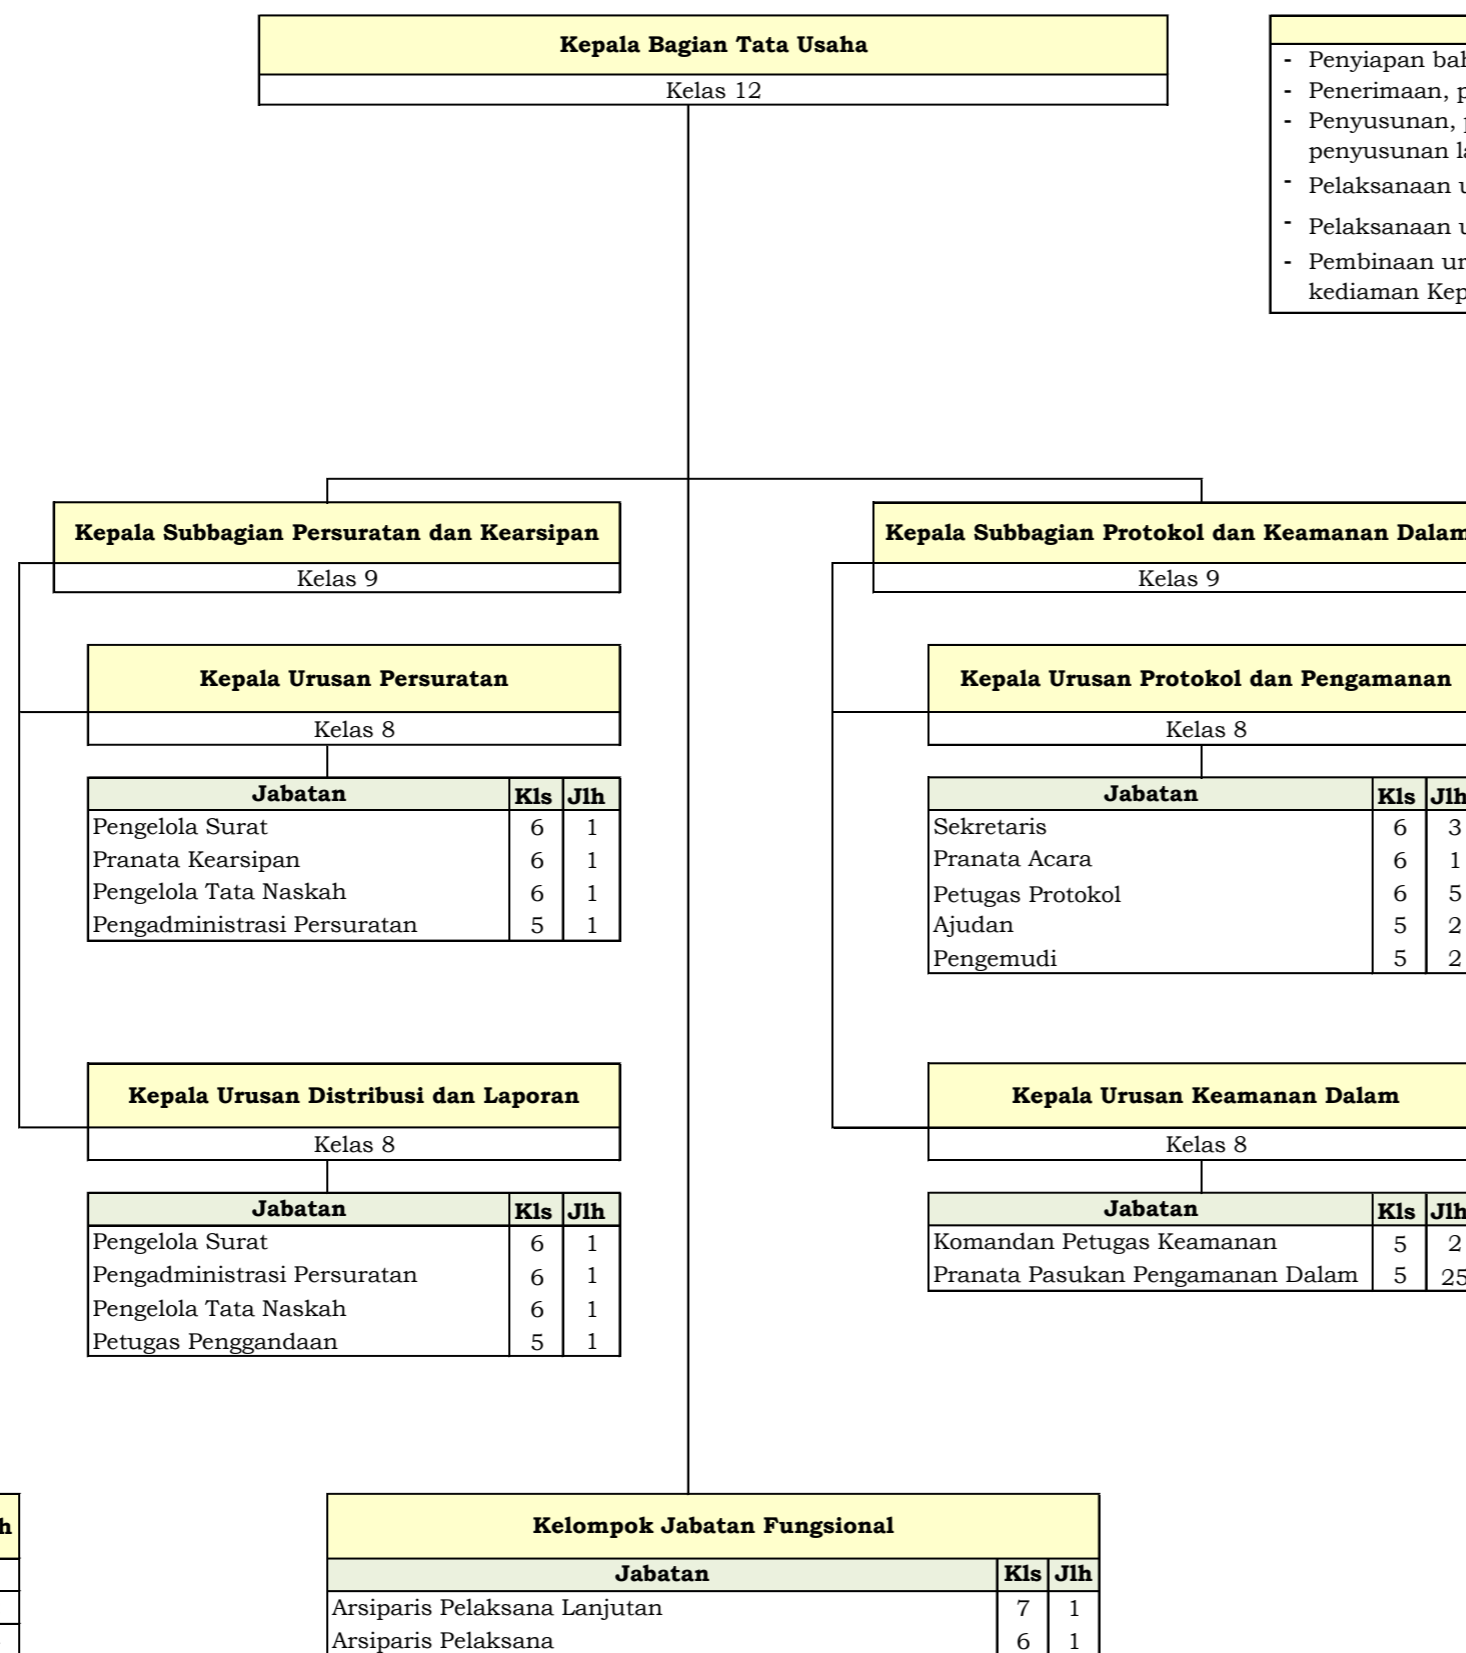 Kepala Bagian Tata Usaha
Kelas 12
- Penyiapan
- Penerimaan,
- Penyusunan,
penyusunan
- Pelaksanaan
- Pelaksanaan
- Pembinaan
kediaman
Kepala Subbagian Persuratan dan Kearsipan
Kelas 9
Kepala Urusan Persuratan
Kelas 8
Jabatan Kls Jlh
Pengelola Surat 6 1
Pranata Kearsipan 6 1
Pengelola Tata Naskah 6 1
Pengadministrasi Persuratan 5 1
Kepala Urusan Distribusi dan Laporan
Kelas 8
Jabatan Kls Jlh
Pengelola Surat 6 1
Pengadministrasi Persuratan 6 1
Pengelola Tata Naskah 6 1
Petugas Penggandaan 5 1
Kepala Subbagian Protokol dan Keamanan Dalam
Kelas 9
Kepala Urusan Protokol dan Pengamanan
Kelas 8
Jabatan Kls Jlh
Sekretaris 6 3
Pranata Acara 6 1
Petugas Protokol 6 5
Ajudan 5 2
Pengemudi 5 2
Kepala Urusan Keamanan Dalam
Kelas 8
Jabatan Kls Jlh
Komandan Petugas Keamanan 5 2
Pranata Pasukan Pengamanan Dalam 5 25
Kelompok Jabatan Fungsional
Jabatan Kls Jlh
Arsiparis Pelaksana Lanjutan 7 1
Arsiparis Pelaksana 6 1